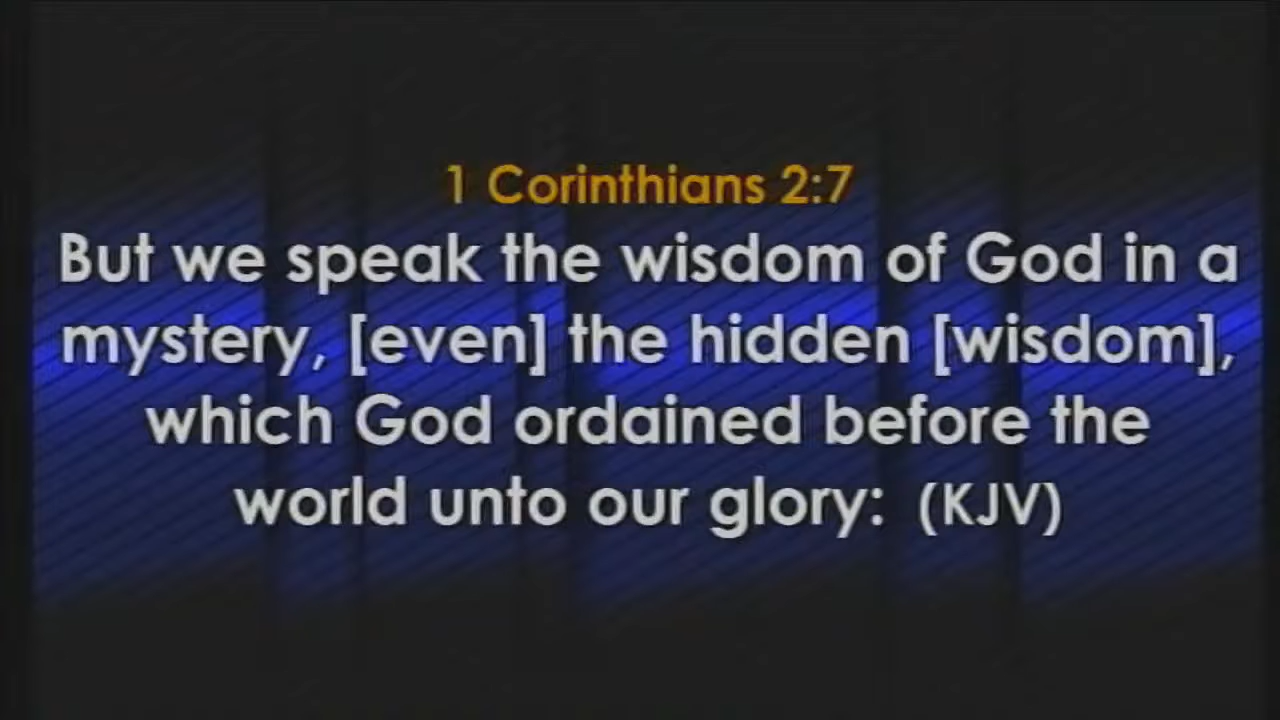 1 Corinthians 2:7
But we speak the wisdom of God in a
mystery, [even] the hidden [wisdom],
which God ordained before the
world unto our glory: (KJV)